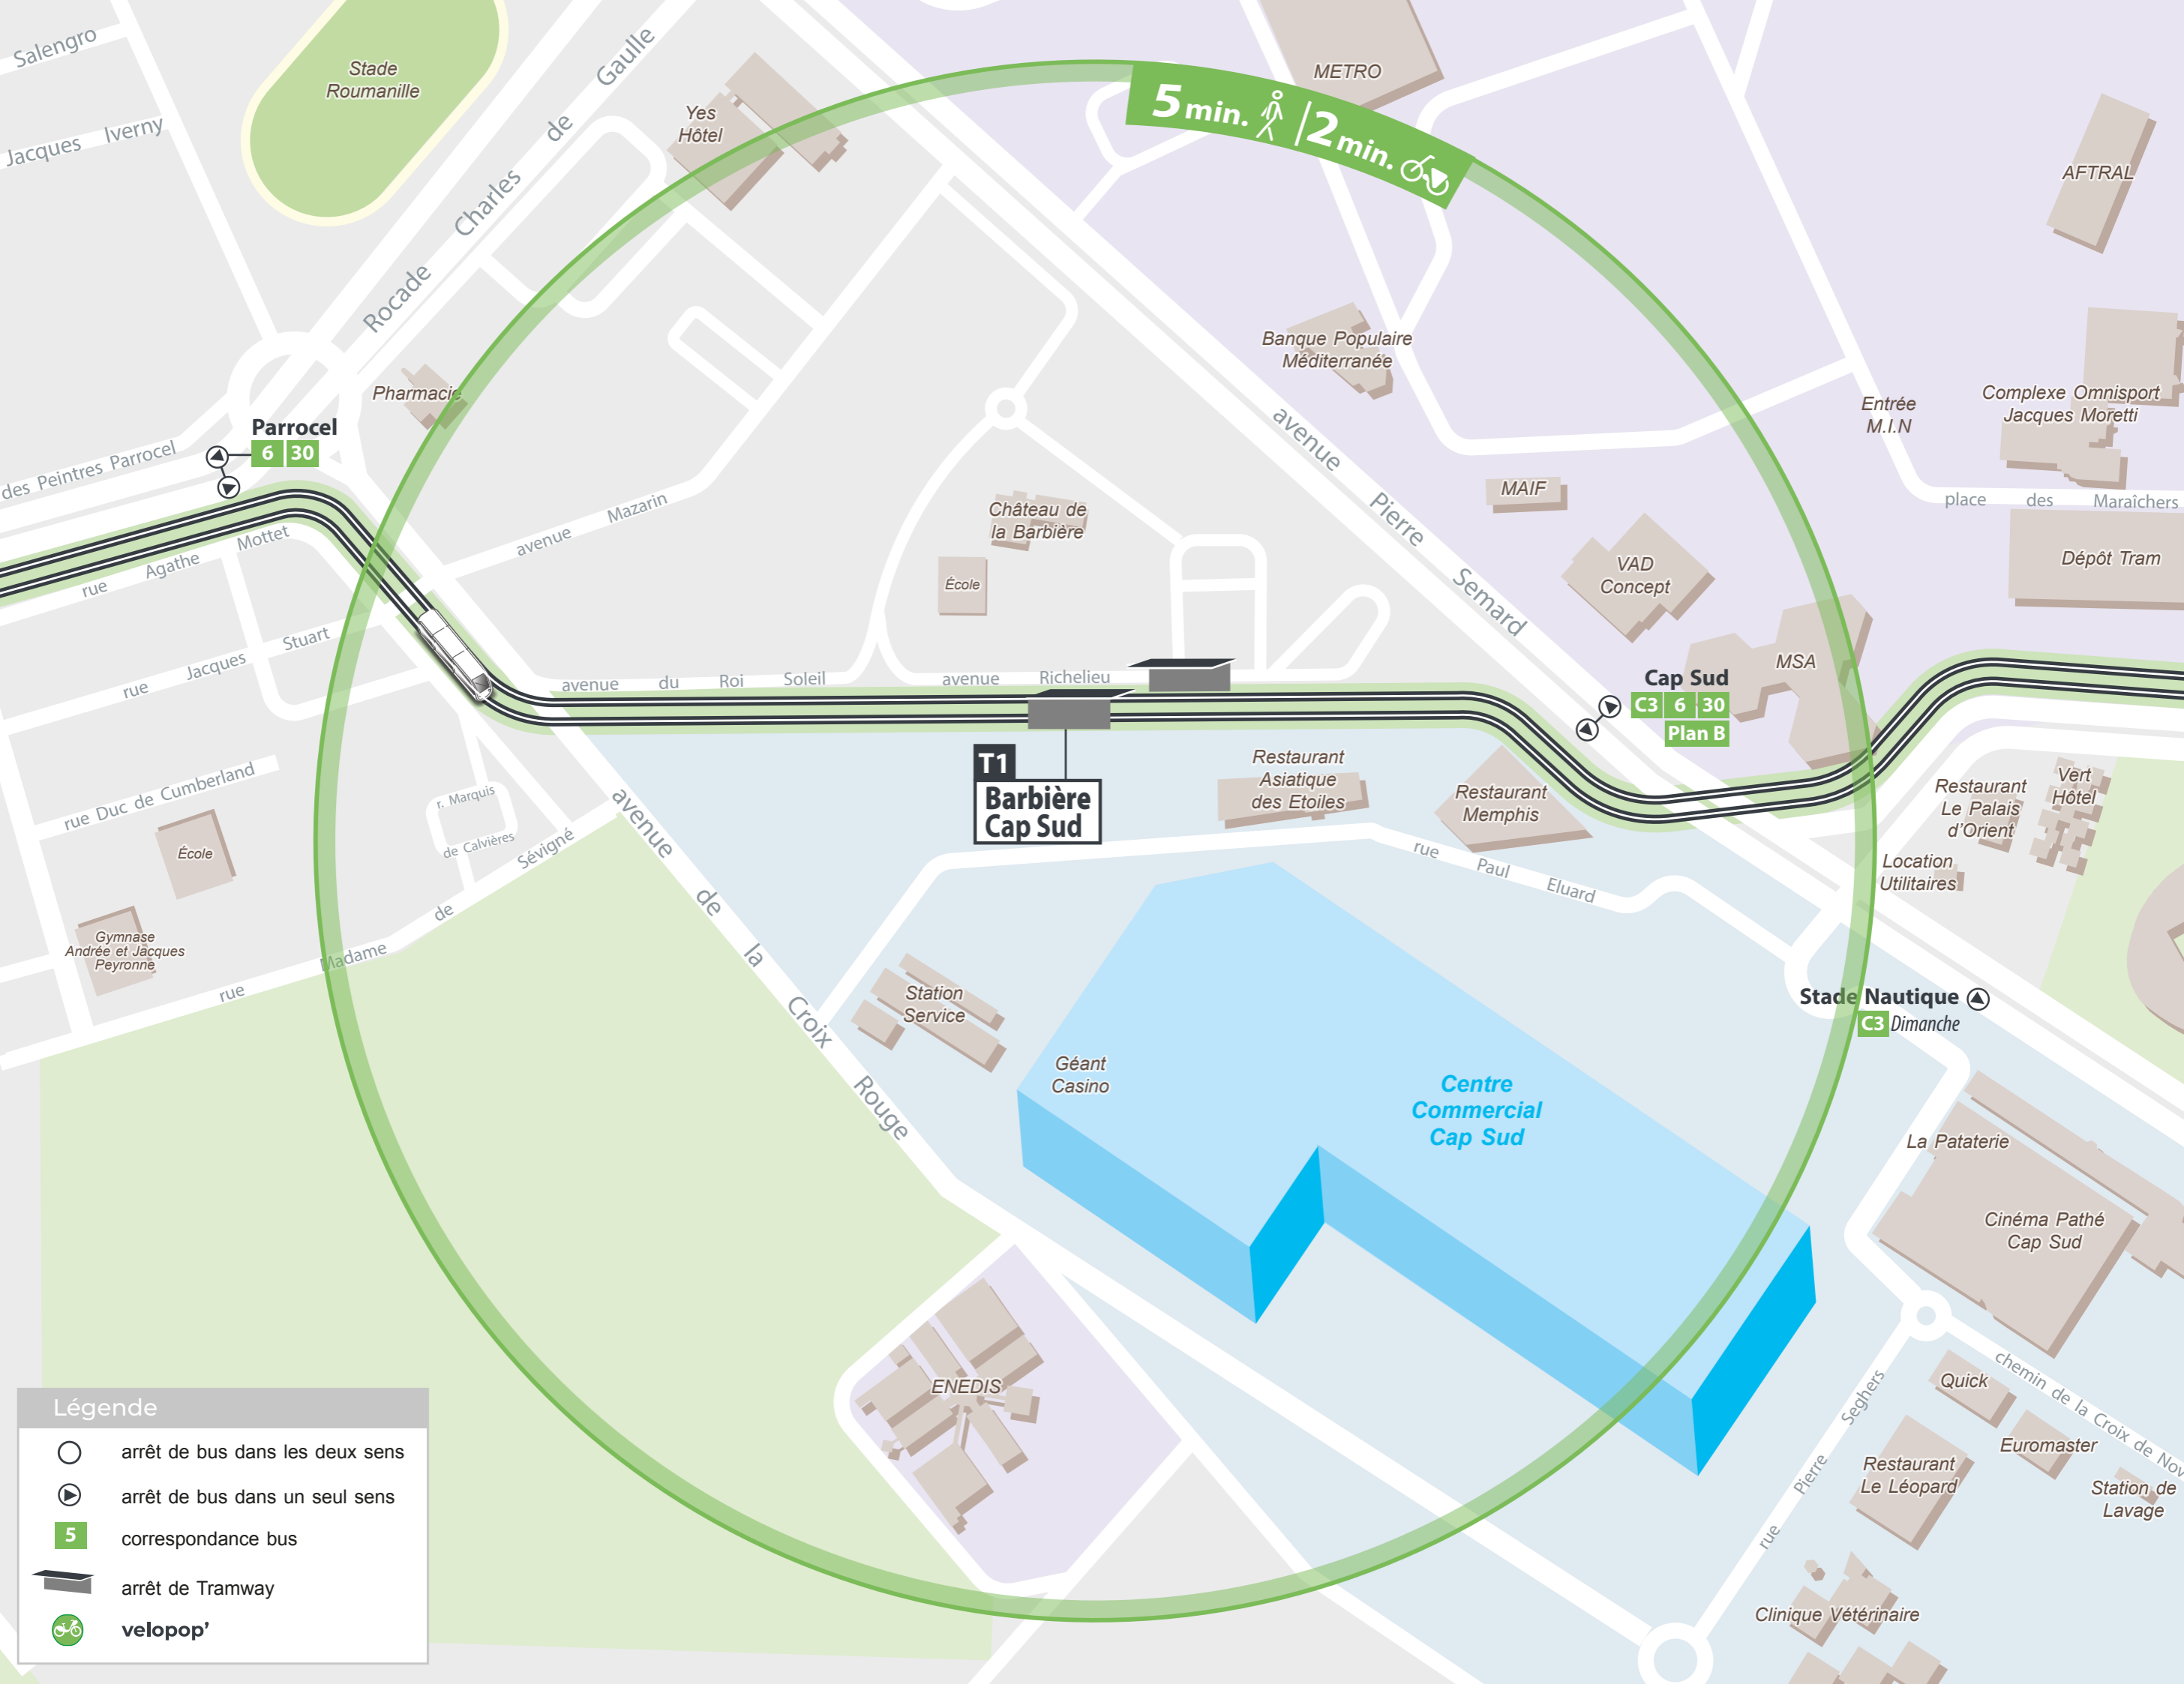 Salengro
Jacques Iverny
Stade
Roumanille
Rocade Charles de Gaulle
Yes
Hôtel
5 min. / 2 min.
METRO
AFTRAL
Pharmacie
Parrocel
6 30
des Peintres Parrocel
Banque Populaire
Méditerranée
avenue Pierre Semard
Entrée
M.I.N
Complexe Omnisport
Jacques Moretti
MAIF
place des Maraîchers
Dépôt Tram
VAD
Concept
MSA
Château de
la Barbière
École
avenue Mazarin
rue Agathe Mottet
rue Jacques Stuart
avenue du Roi Soleil
avenue Richelieu
Cap Sud
C3 6 30
Plan B
T1
Barbière
Cap Sud
Restaurant
Asiatique
des Etoiles
Restaurant
Memphis
Restaurant
Le Palais
d'Orient
Vert
Hôtel
Location
Utilitaires
rue Paul Eluard
rue Duc de Cumberland
r. Marquis
de Calvières
École
Gymnase
Andrée et Jacques
Peyronne
rue Madame de Sévigné
avenue de la Croix Rouge
Station
Service
Géant
Casino
Centre
Commercial
Cap Sud
Stade Nautique
C3 Dimanche
La Pataterie
Cinéma Pathé
Cap Sud
chemin de la Croix de Nov
Quick
Euromaster
Restaurant
Le Léopard
Station de
Lavage
rue Pierre Seghers
Clinique Vétérinaire
ENEDIS
Légende
arrêt de bus dans les deux sens
arrêt de bus dans un seul sens
5 correspondance bus
arrêt de Tramway
velopop'